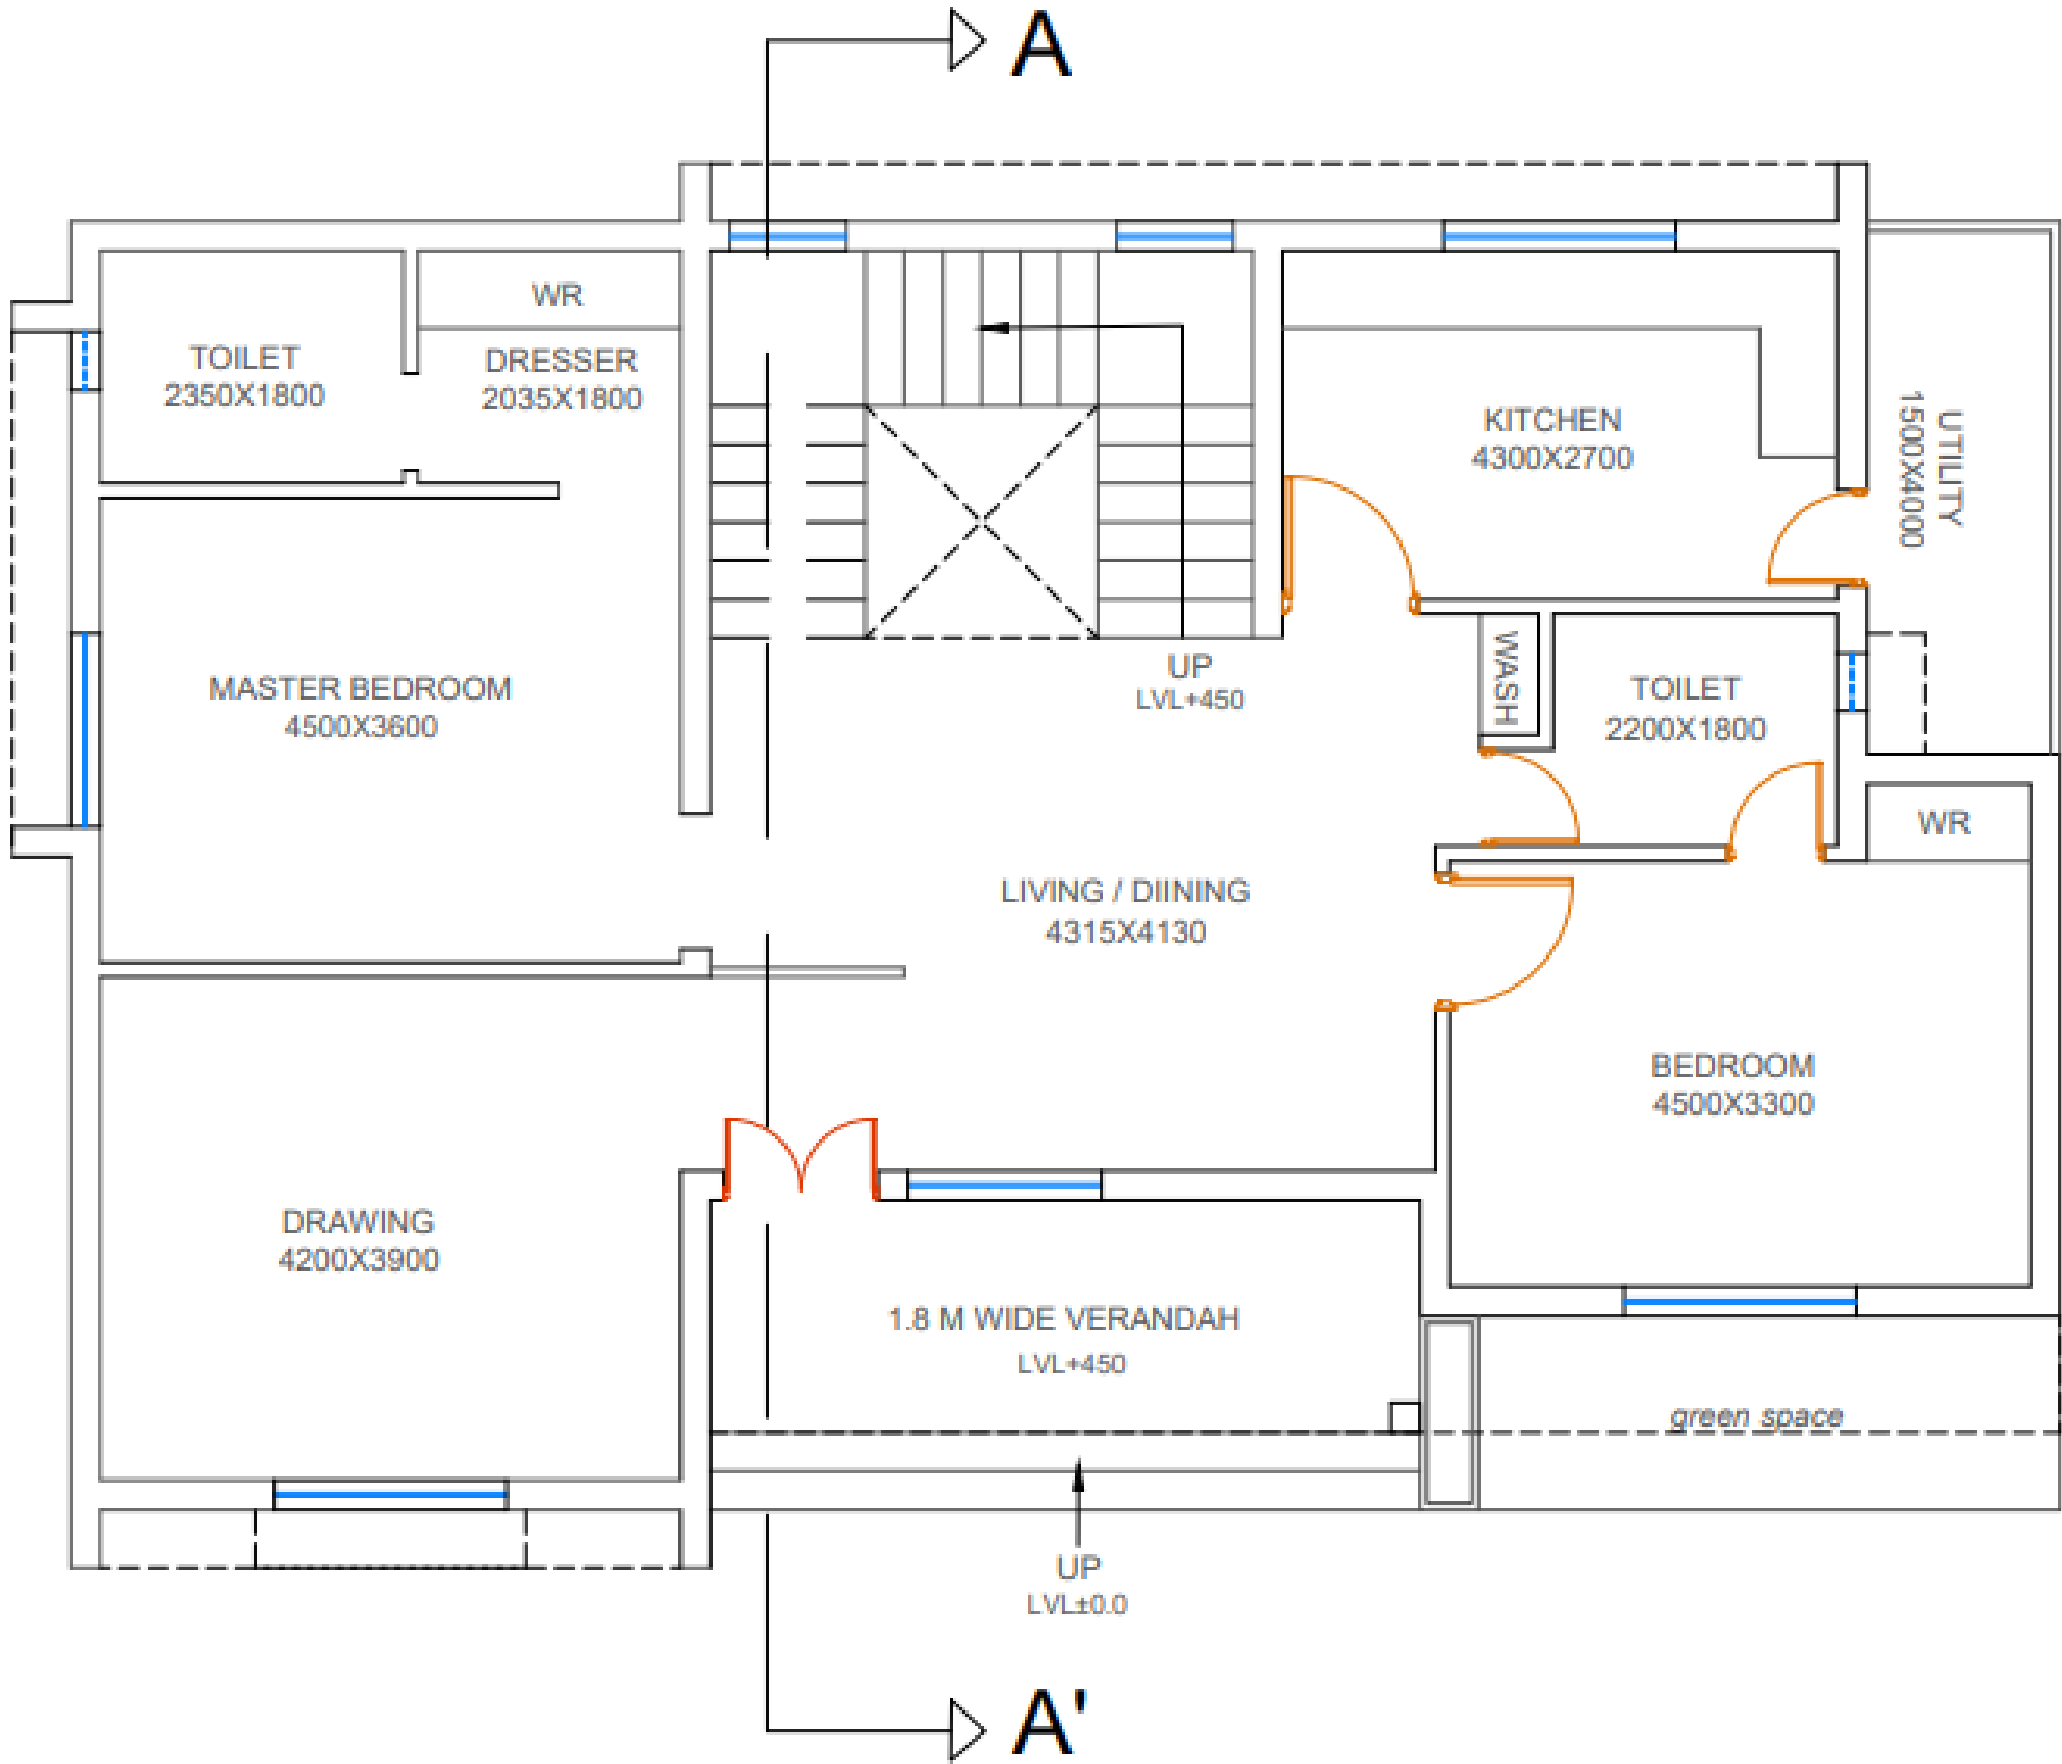 A
WR
TOILET
2350X1800
DRESSER
2035X1800
KITCHEN
4300X2700
UTILITY
1500X4000
WASH
UP
LVL+450
TOILET
2200X1800
MASTER BEDROOM
4500X3600
WR
LIVING / DIINING
4315X4130
BEDROOM
4500X3300
DRAWING
4200X3900
1.8 M WIDE VERANDAH
LVL+450
green space
UP
LVL±0.0
A'